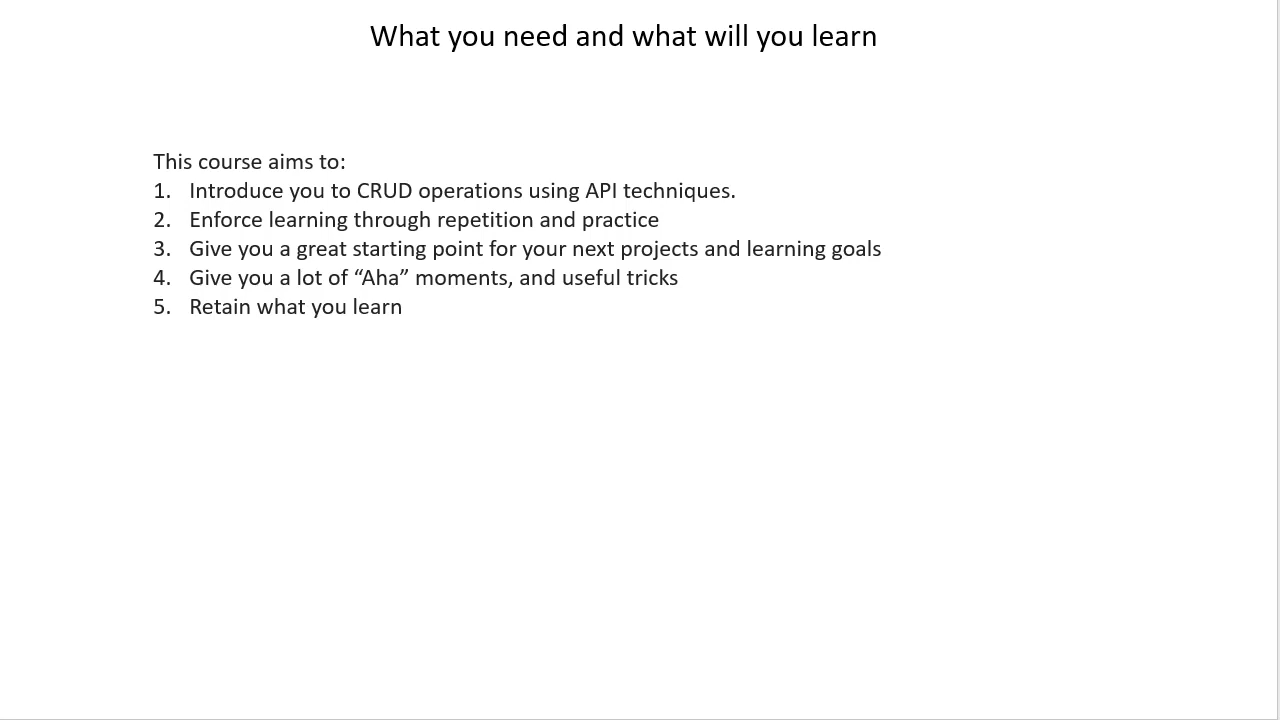 What you need and what will you learn
This course aims to:
1. Introduce you to CRUD operations using API techniques.
2. Enforce learning through repetition and practice
3. Give you a great starting point for your next projects and learning goals
4. Give you a lot of “Aha” moments, and useful tricks
5. Retain what you learn